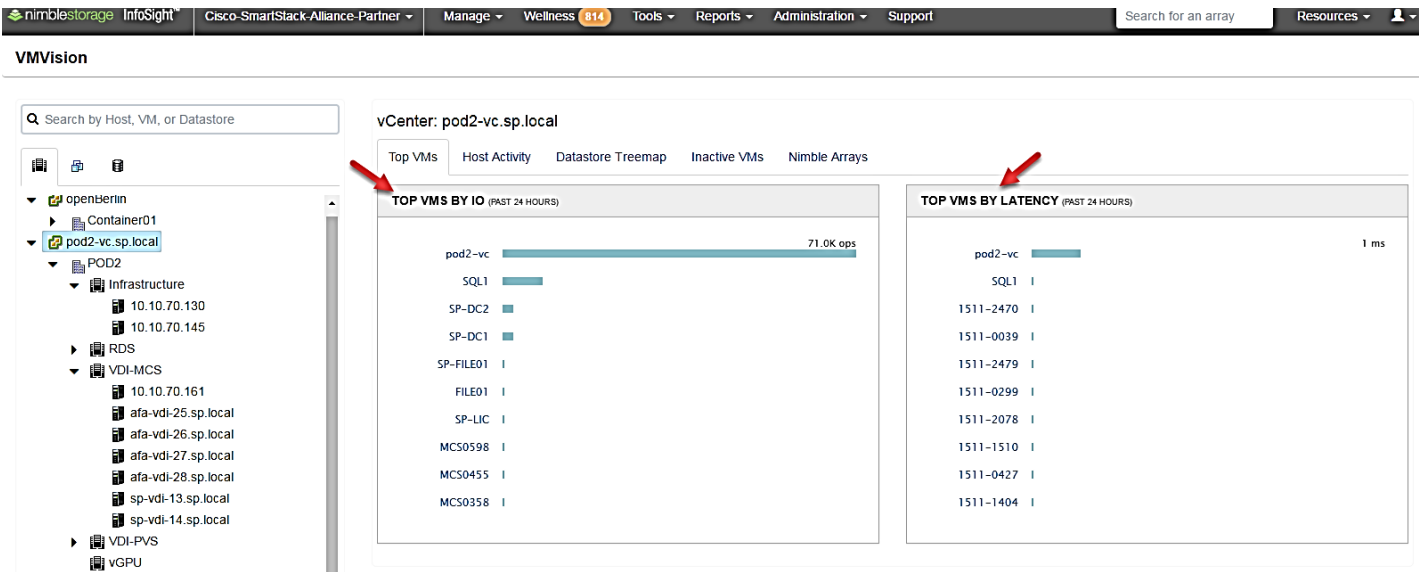 nimblestorage InfoSight™ Cisco-SmartStack-Alliance-Partner Manage Wellness 814 Tools Reports Administration Support Search for an array Resources
VMVision
Search by Host, VM, or Datastore
openBerlin
Container01
pod2-vc.sp.local
POD2
Infrastructure
10.10.70.130
10.10.70.145
RDS
VDI-MCS
10.10.70.161
afa-vdi-25.sp.local
afa-vdi-26.sp.local
afa-vdi-27.sp.local
afa-vdi-28.sp.local
sp-vdi-13.sp.local
sp-vdi-14.sp.local
VDI-PVS
vGPU
vCenter: pod2-vc.sp.local
Top VMs Host Activity Datastore Treemap Inactive VMs Nimble Arrays
TOP VMS BY IO (PAST 24 HOURS)
71.0K ops
pod2-vc
SQL1
SP-DC2
SP-DC1
SP-FILE01
FILE01
SP-LIC
MCS0598
MCS0455
MCS0358
TOP VMS BY LATENCY (PAST 24 HOURS)
1 ms
pod2-vc
SQL1
1511-2470
1511-0039
1511-2479
1511-0299
1511-2078
1511-1510
1511-0427
1511-1404